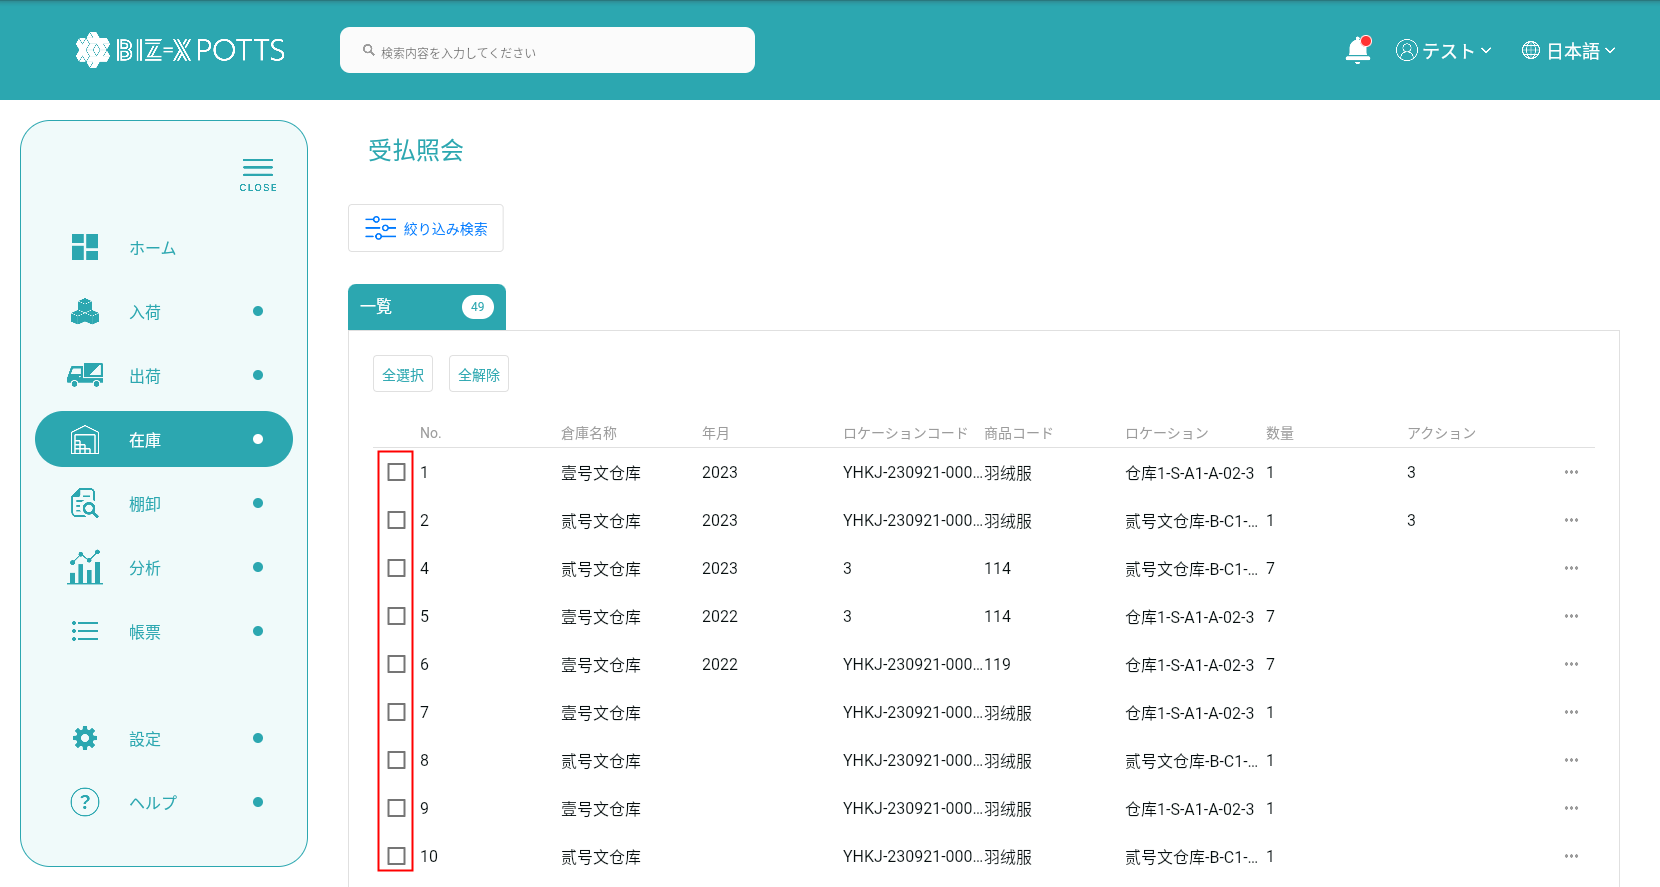 BIZ=X POTTS
検索内容を入力してください
テスト
日本語
CLOSE
ホーム
入荷
出荷
在庫
棚卸
分析
帳票
設定
ヘルプ
受払照会
絞り込み検索
一覧 49
全選択 全解除
No. 倉庫名称 年月 ロケーションコード 商品コード ロケーション 数量 アクション
1 壹号文仓库 2023 YHKJ-230921-000... 羽绒服 仓库1-S-A1-A-02-3 1 3
2 贰号文仓库 2023 YHKJ-230921-000... 羽绒服 贰号文仓库-B-C1-... 1 3
4 贰号文仓库 2023 3 114 贰号文仓库-B-C1-... 7
5 壹号文仓库 2022 3 114 仓库1-S-A1-A-02-3 7
6 壹号文仓库 2022 YHKJ-230921-000... 119 仓库1-S-A1-A-02-3 7
7 壹号文仓库 YHKJ-230921-000... 羽绒服 仓库1-S-A1-A-02-3 1
8 贰号文仓库 YHKJ-230921-000... 羽绒服 贰号文仓库-B-C1-... 1
9 壹号文仓库 YHKJ-230921-000... 羽绒服 仓库1-S-A1-A-02-3 1
10 贰号文仓库 YHKJ-230921-000... 羽绒服 贰号文仓库-B-C1-... 1